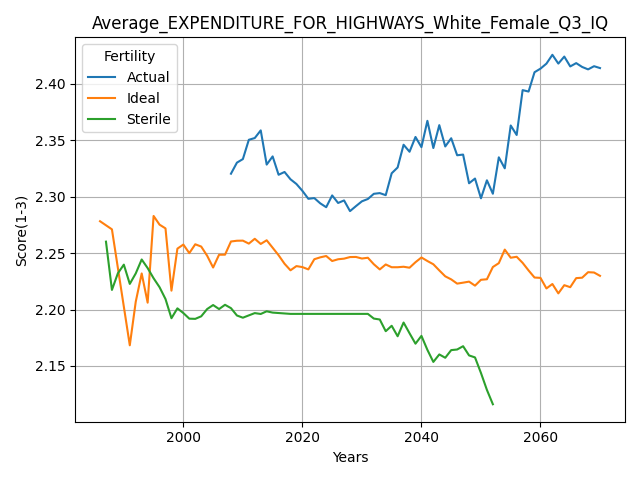 Average_EXPENDITURE_FOR_HIGHWAYS_White_Female_Q3_IQ
Fertility
Actual
Ideal
Sterile
2.40
2.35
2.30
2.25
2.20
2.15
Score(1-3)
2000 2020 2040 2060
Years